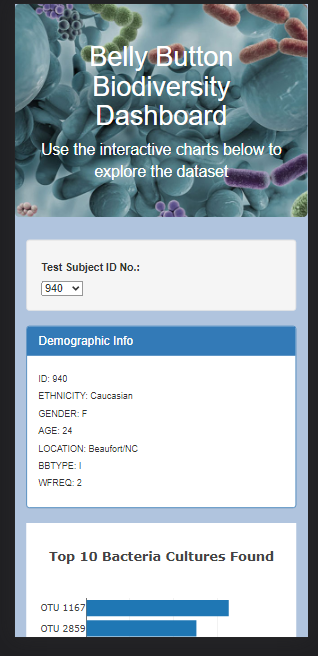 Belly Button
Biodiversity
Dashboard
Use the interactive charts below to
explore the dataset
Test Subject ID No.:
940
Demographic Info
ID: 940
ETHNICITY: Caucasian
GENDER: F
AGE: 24
LOCATION: Beaufort/NC
BBTYPE: I
WFREQ: 2
Top 10 Bacteria Cultures Found
OTU 1167
OTU 2859